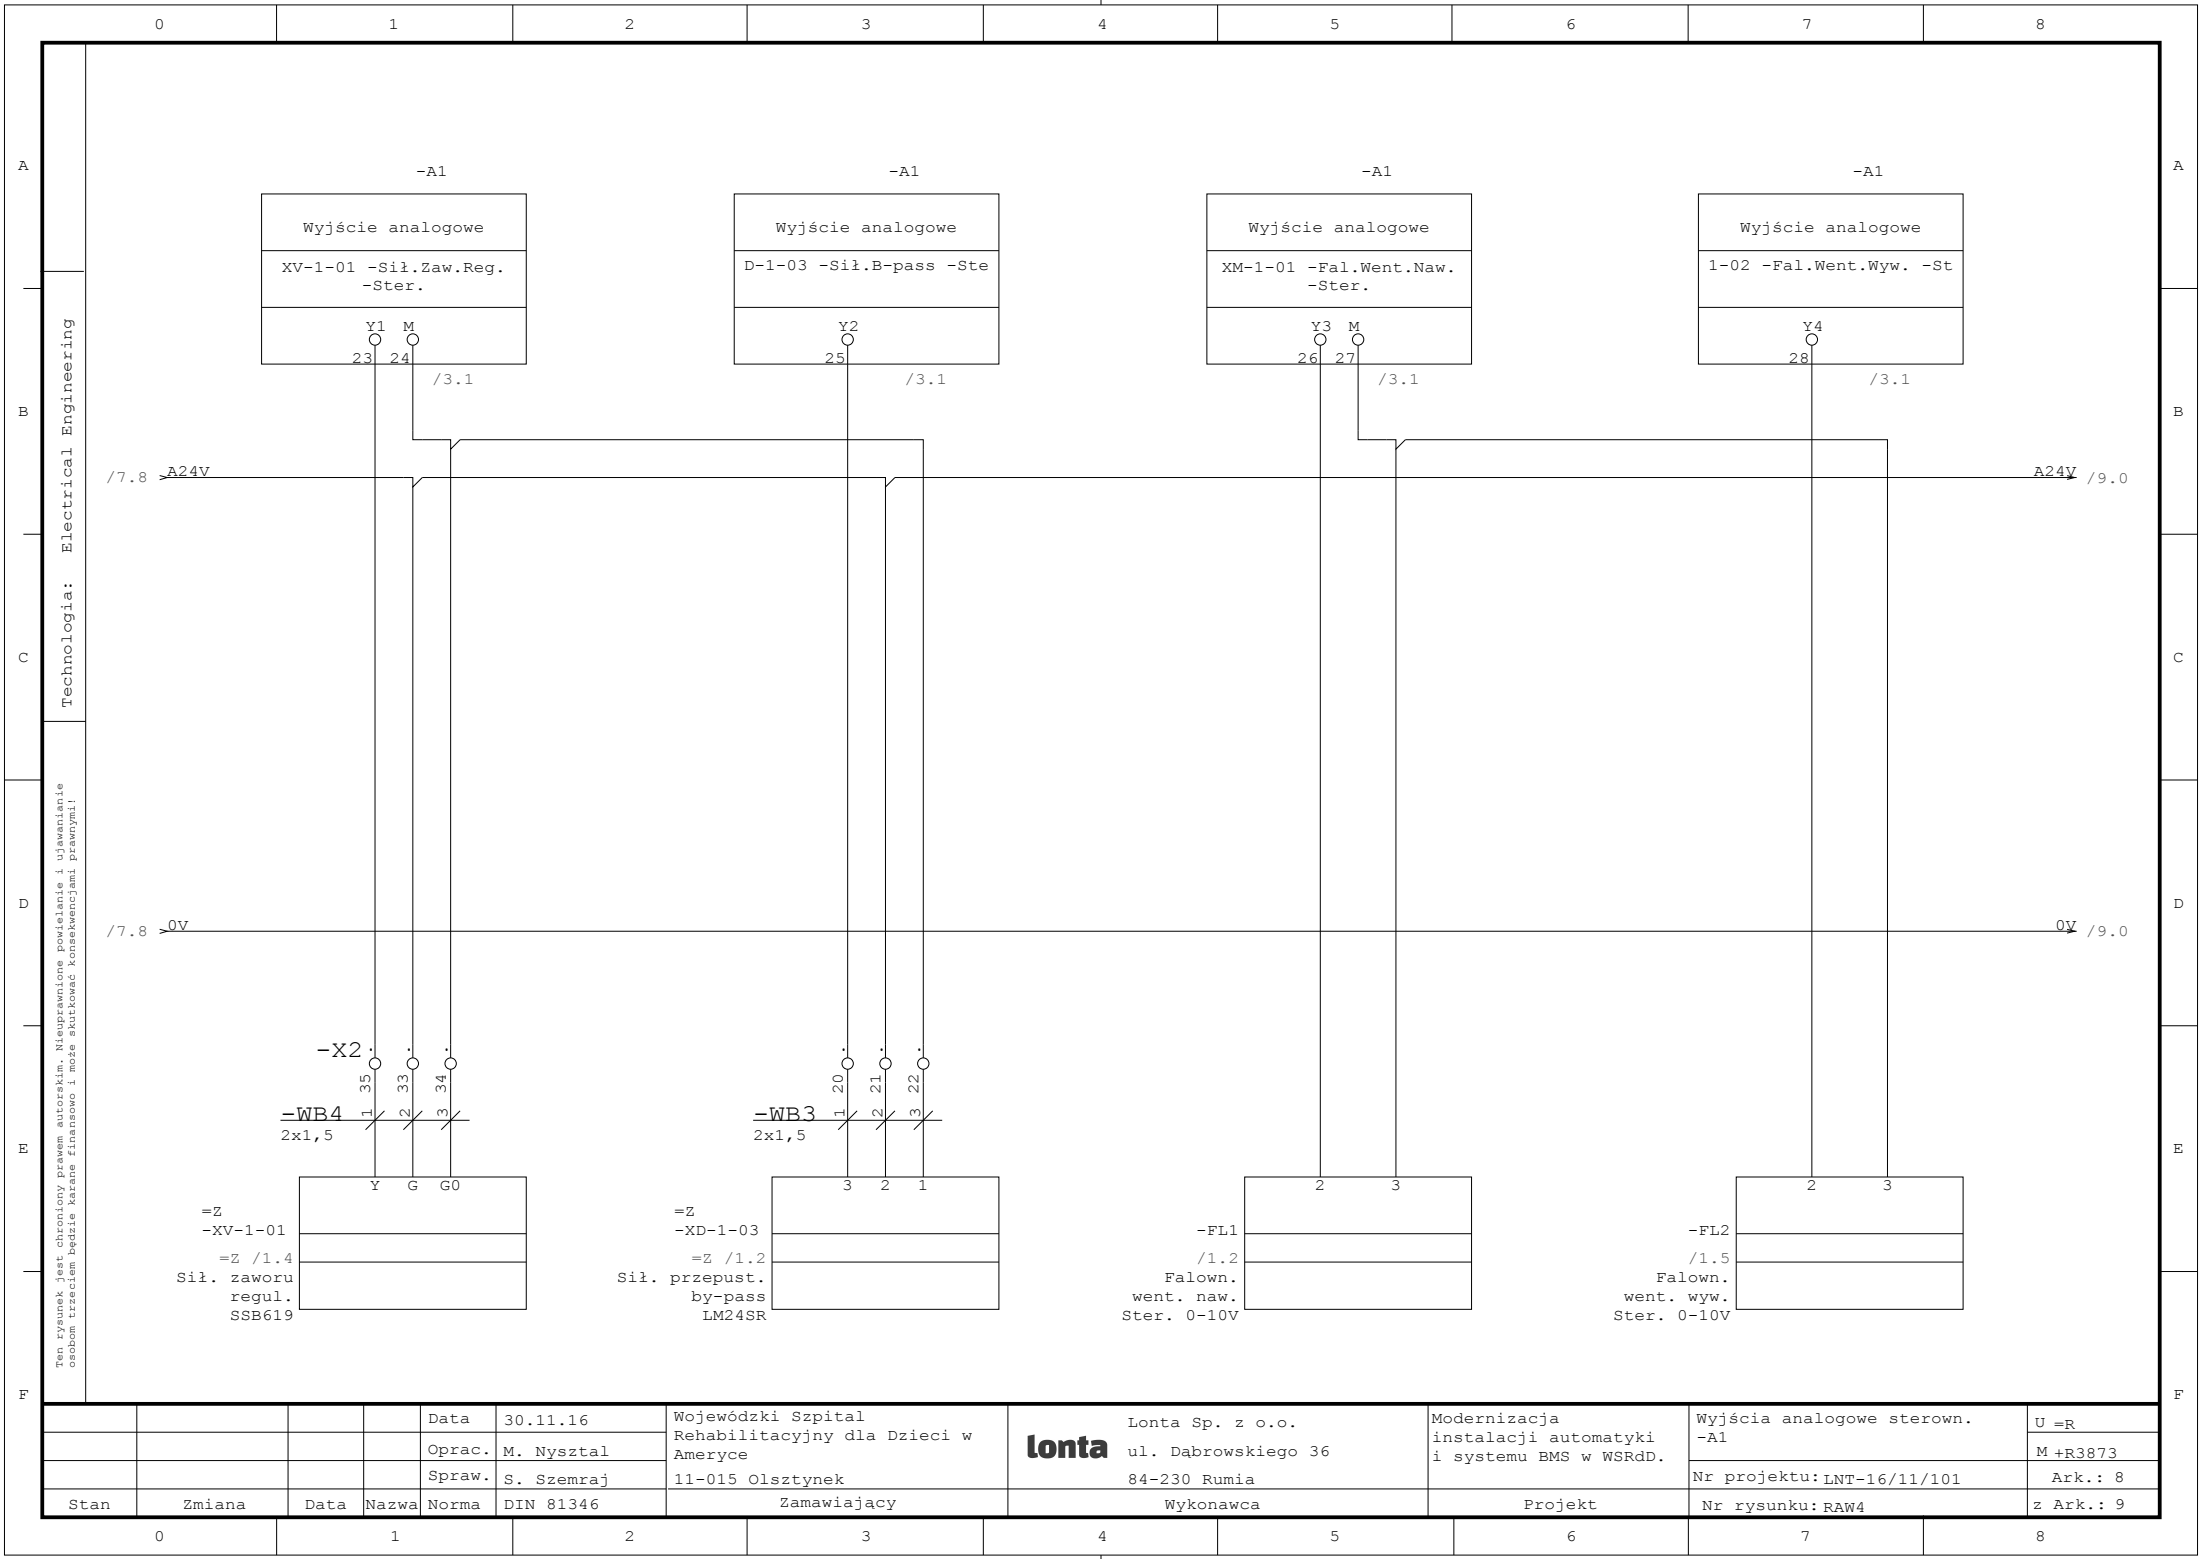 0 1 2 3 4 5 6 7 8
A A
B B
C C
D D
E E
F F
Technologia: Electrical Engineering
Ten rysunek jest chroniony prawem autorskim. Nieuprawnione powielanie i ujawanianie
osobom trzeciem będzie karane finansowo i może skutkować konsekwencjami prawnymi!
-A1
Wyjście analogowe
XV-1-01 -Sił.Zaw.Reg.
-Ster.
Y1 M
23 24
/3.1
-A1
Wyjście analogowe
D-1-03 -Sił.B-pass -Ste
Y2
25
/3.1
-A1
Wyjście analogowe
XM-1-01 -Fal.Went.Naw.
-Ster.
Y3 M
26 27
/3.1
-A1
Wyjście analogowe
1-02 -Fal.Went.Wyw. -St
Y4
28
/3.1
/7.8 A24V
A24V /9.0
/7.8 0V
0V /9.0
-X2
35 33 34
-WB4 1 2 3
2x1,5
Y G G0
=Z
-XV-1-01
=Z /1.4
Sił. zaworu
regul.
SSB619
20 21 22
-WB3 1 2 3
2x1,5
3 2 1
=Z
-XD-1-03
=Z /1.2
Sił. przepust.
by-pass
LM24SR
2 3
-FL1
/1.2
Falown.
went. naw.
Ster. 0-10V
2 3
-FL2
/1.5
Falown.
went. wyw.
Ster. 0-10V
Data 30.11.16
Oprac. M. Nysztal
Spraw. S. Szemraj
Stan Zmiana Data Nazwa Norma DIN 81346
Wojewódzki Szpital
Rehabilitacyjny dla Dzieci w
Ameryce
11-015 Olsztynek
Zamawiający
lonta
Lonta Sp. z o.o.
ul. Dąbrowskiego 36
84-230 Rumia
Wykonawca
Modernizacja
instalacji automatyki
i systemu BMS w WSRdD.
Projekt
Wyjścia analogowe sterown.
-A1
Nr projektu: LNT-16/11/101
Nr rysunku: RAW4
U =R
M +R3873
Ark.: 8
z Ark.: 9
0 1 2 3 4 5 6 7 8